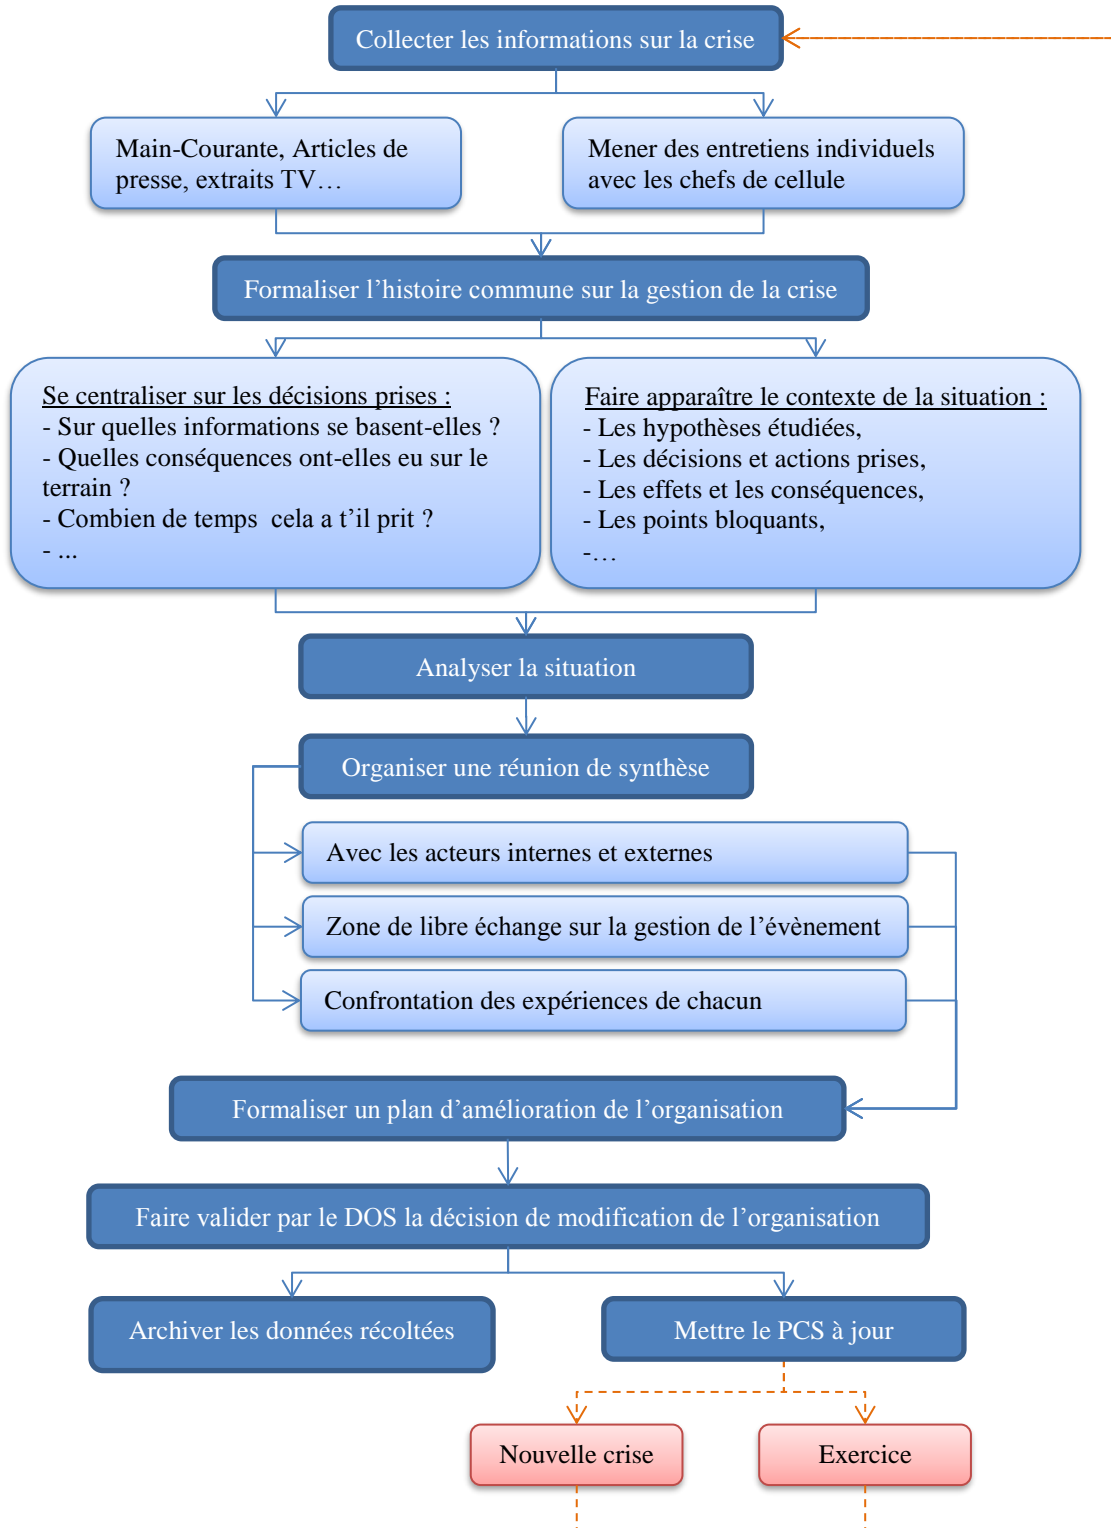 Collecter les informations sur la crise
Main-Courante, Articles de
presse, extraits TV…
Mener des entretiens individuels
avec les chefs de cellule
Formaliser l’histoire commune sur la gestion de la crise
Se centraliser sur les décisions prises :
- Sur quelles informations se basent-elles ?
- Quelles conséquences ont-elles eu sur le
terrain ?
- Combien de temps  cela a t’il prit ?
- ...
Faire apparaître le contexte de la situation :
- Les hypothèses étudiées,
- Les décisions et actions prises,
- Les effets et les conséquences,
- Les points bloquants,
-…
Analyser la situation
Organiser une réunion de synthèse
Avec les acteurs internes et externes
Zone de libre échange sur la gestion de l’évènement
Confrontation des expériences de chacun
Formaliser un plan d’amélioration de l’organisation
Faire valider par le DOS la décision de modification de l’organisation
Archiver les données récoltées
Mettre le PCS à jour
Nouvelle crise
Exercice